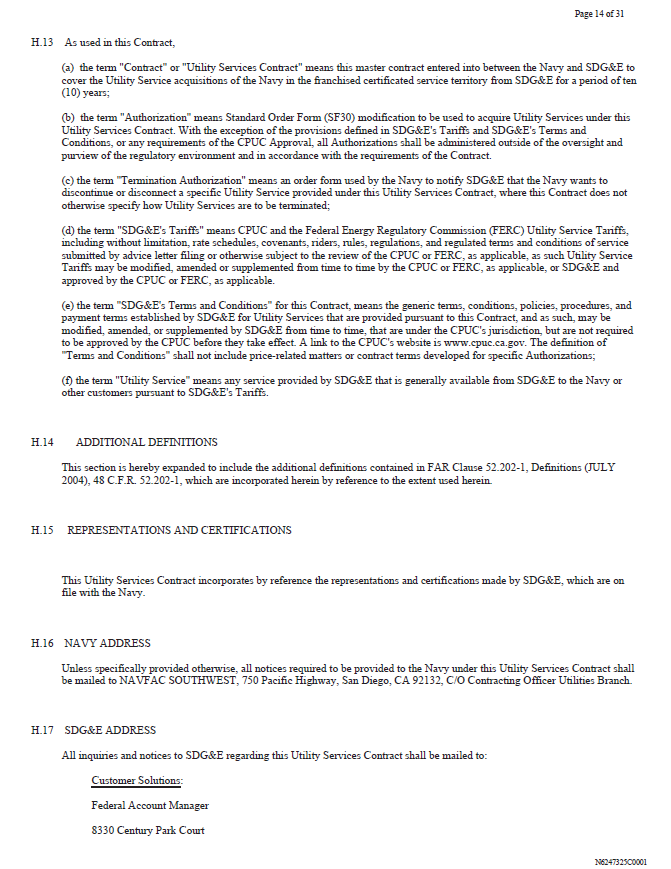 Page 14 of 31
H.13 As used in this Contract,
(a) the term "Contract" or "Utility Services Contract" means this master contract entered into between the Navy and SDG&E to
cover the Utility Service acquisitions of the Navy in the franchised certificated service territory from SDG&E for a period of ten
(10) years;
(b) the term "Authorization" means Standard Order Form (SF30) modification to be used to acquire Utility Services under this
Utility Services Contract. With the exception of the provisions defined in SDG&E's Tariffs and SDG&E's Terms and
Conditions, or any requirements of the CPUC Approval, all Authorizations shall be administered outside of the oversight and
purview of the regulatory environment and in accordance with the requirements of the Contract.
(c) the term "Termination Authorization" means an order form used by the Navy to notify SDG&E that the Navy wants to
discontinue or disconnect a specific Utility Service provided under this Utility Services Contract, where this Contract does not
otherwise specify how Utility Services are to be terminated;
(d) the term "SDG&E's Tariffs" means CPUC and the Federal Energy Regulatory Commission (FERC) Utility Service Tariffs,
including without limitation, rate schedules, covenants, riders, rules, regulations, and regulated terms and conditions of service
submitted by advice letter filing or otherwise subject to the review of the CPUC or FERC, as applicable, as such Utility Service
Tariffs may be modified, amended or supplemented from time to time by the CPUC or FERC, as applicable, or SDG&E and
approved by the CPUC or FERC, as applicable.
(e) the term "SDG&E's Terms and Conditions" for this Contract, means the generic terms, conditions, policies, procedures, and
payment terms established by SDG&E for Utility Services that are provided pursuant to this Contract, and as such, may be
modified, amended, or supplemented by SDG&E from time to time, that are under the CPUC's jurisdiction, but are not required
to be approved by the CPUC before they take effect. A link to the CPUC's website is www.cpuc.ca.gov. The definition of
"Terms and Conditions" shall not include price-related matters or contract terms developed for specific Authorizations;
(f) the term "Utility Service" means any service provided by SDG&E that is generally available from SDG&E to the Navy or
other customers pursuant to SDG&E's Tariffs.
H.14 ADDITIONAL DEFINITIONS
This section is hereby expanded to include the additional definitions contained in FAR Clause 52.202-1, Definitions (JULY
2004), 48 C.F.R. 52.202-1, which are incorporated herein by reference to the extent used herein.
H.15 REPRESENTATIONS AND CERTIFICATIONS
This Utility Services Contract incorporates by reference the representations and certifications made by SDG&E, which are on
file with the Navy.
H.16 NAVY ADDRESS
Unless specifically provided otherwise, all notices required to be provided to the Navy under this Utility Services Contract shall
be mailed to NAVFAC SOUTHWEST, 750 Pacific Highway, San Diego, CA 92132, C/O Contracting Officer Utilities Branch.
H.17 SDG&E ADDRESS
All inquiries and notices to SDG&E regarding this Utility Services Contract shall be mailed to:
Customer Solutions:
Federal Account Manager
8330 Century Park Court
N6247325C0001